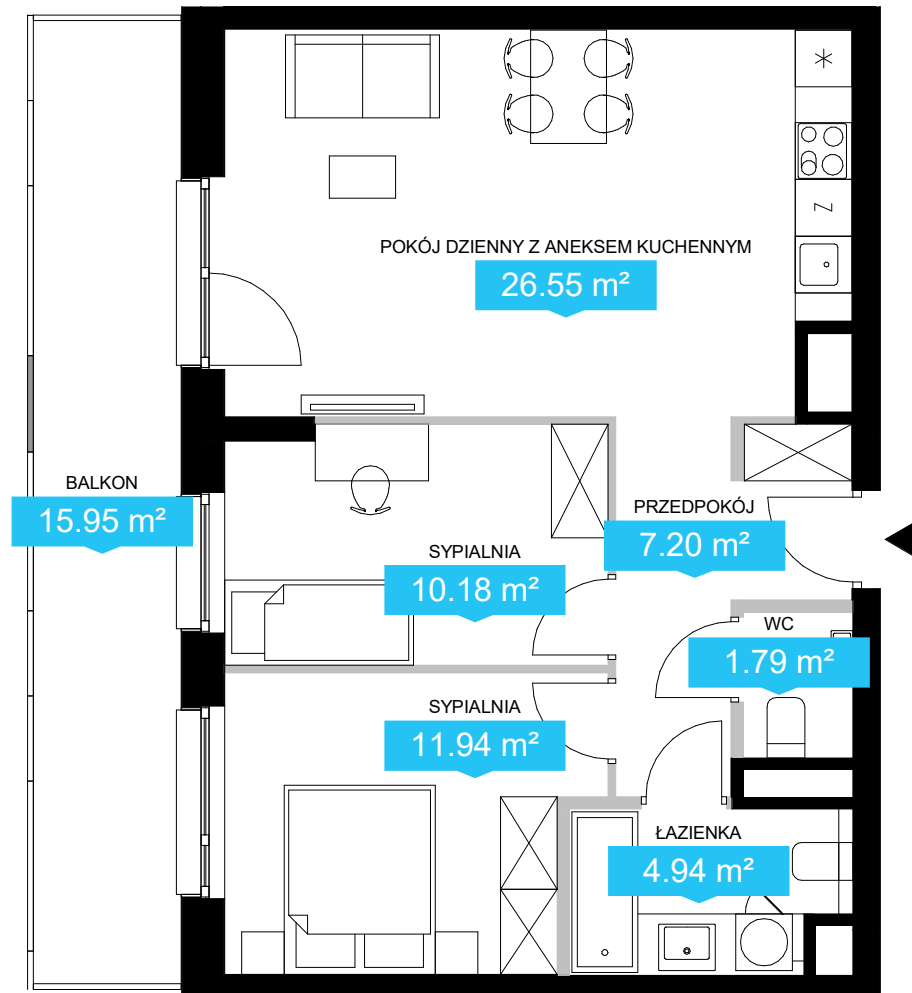 POKÓJ DZIENNY Z ANEKSEM KUCHENNYM
26.55 m²
BALKON
15.95 m²
PRZEDPOKÓJ
7.20 m²
SYPIALNIA
10.18 m²
WC
1.79 m²
SYPIALNIA
11.94 m²
ŁAZIENKA
4.94 m²